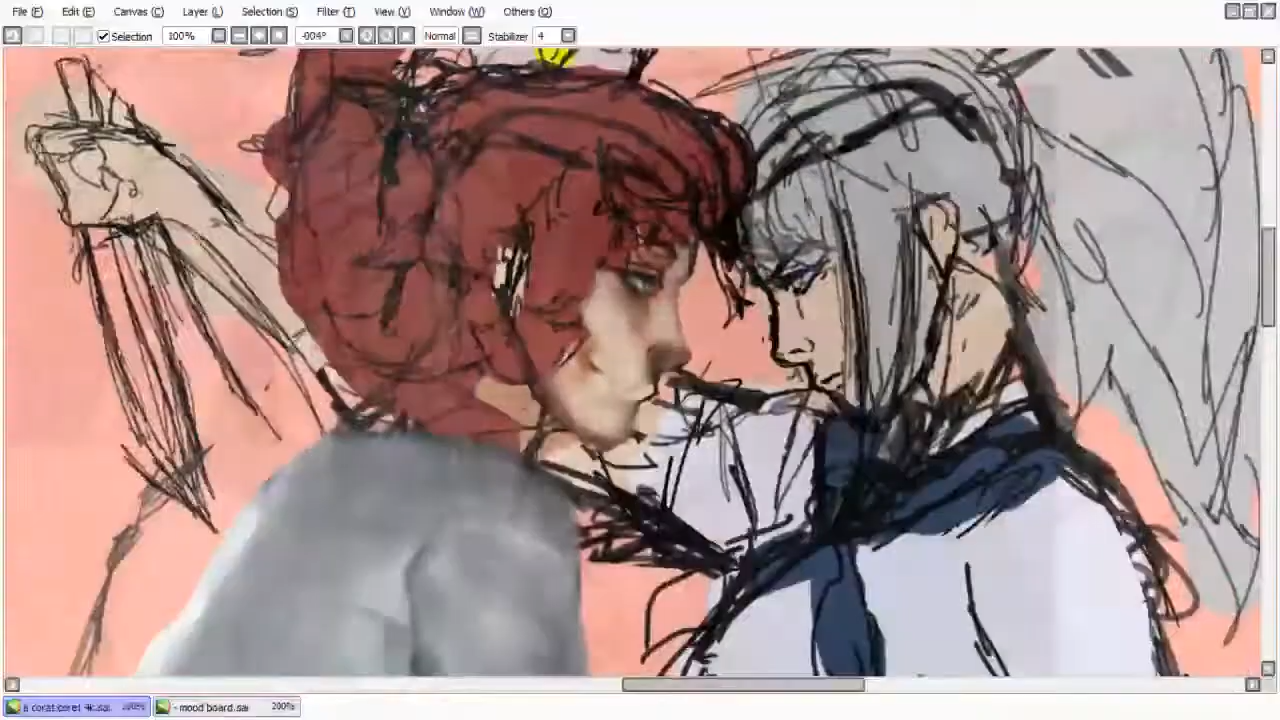 File (F) Edit (E) Canvas (C) Layer (L) Selection (S) Filter (T) View (V) Window (W) Others (O)
Selection 100% -004° Normal Stabilizer 4
200% - mood board.sai 200%